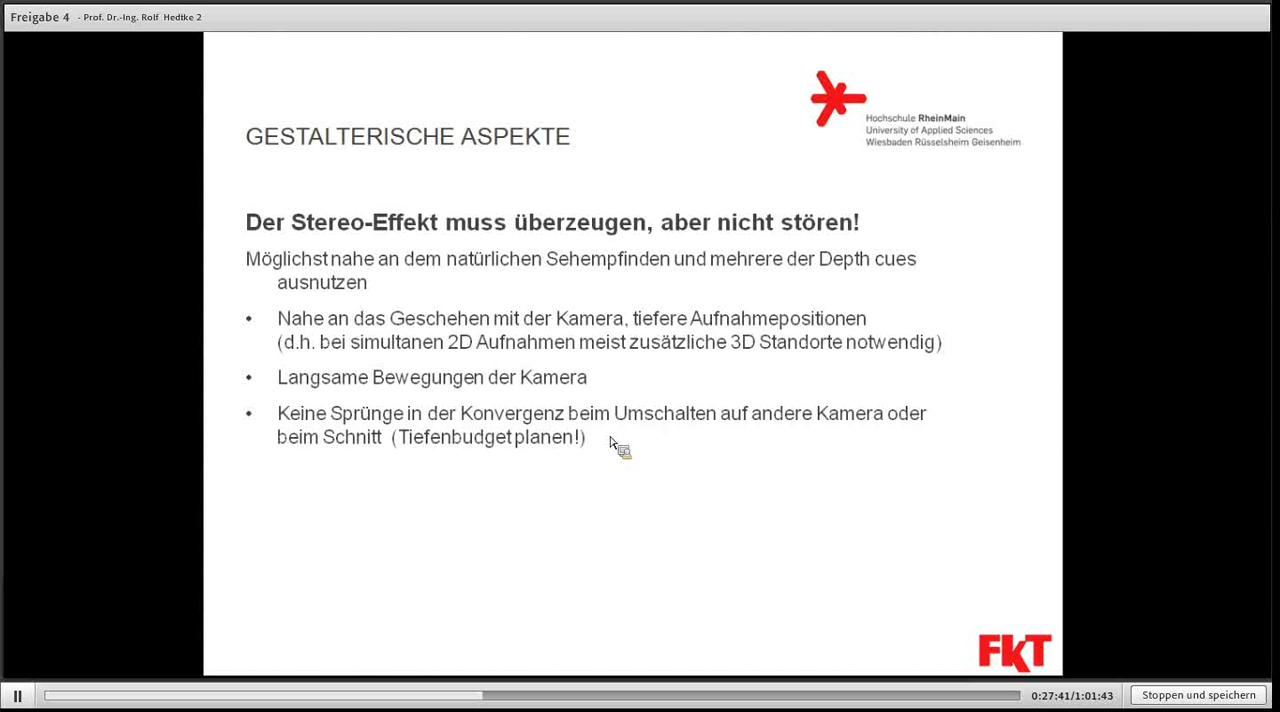 Freigabe 4 - Prof. Dr.-Ing. Rolf Hedtke 2
Hochschule RheinMain
University of Applied Sciences
Wiesbaden Rüsselsheim Geisenheim
GESTALTERISCHE ASPEKTE
Der Stereo-Effekt muss überzeugen, aber nicht stören!
Möglichst nahe an dem natürlichen Sehempfinden und mehrere der Depth cues
ausnutzen
• Nahe an das Geschehen mit der Kamera, tiefere Aufnahmepositionen
(d.h. bei simultanen 2D Aufnahmen meist zusätzliche 3D Standorte notwendig)
• Langsame Bewegungen der Kamera
• Keine Sprünge in der Konvergenz beim Umschalten auf andere Kamera oder
beim Schnitt (Tiefenbudget planen!)
FKT
0:27:41/1:01:43
Stoppen und speichern